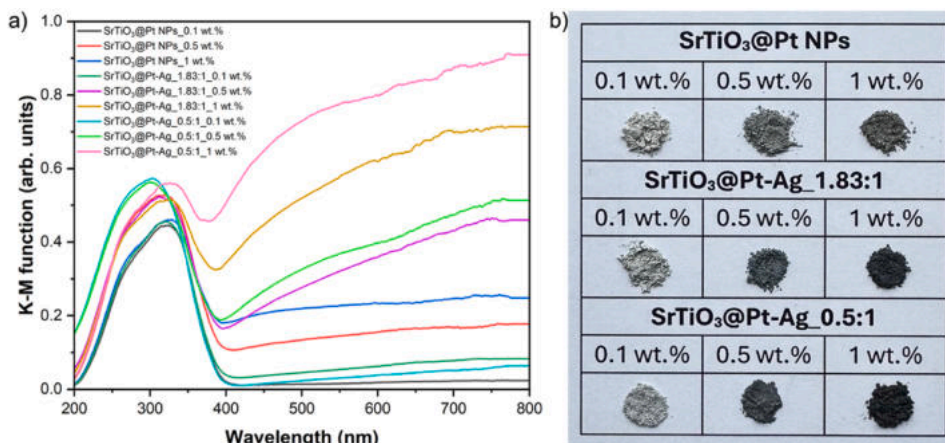 a)
K-M function (arb. units)
1.0
0.8
0.6
0.4
0.2
0.0
SrTiO₃@Pt NPs_0.1 wt.%
SrTiO₃@Pt NPs_0.5 wt.%
SrTiO₃@Pt NPs_1 wt.%
SrTiO₃@Pt-Ag_1.83:1_0.1 wt.%
SrTiO₃@Pt-Ag_1.83:1_0.5 wt.%
SrTiO₃@Pt-Ag_1.83:1_1 wt.%
SrTiO₃@Pt-Ag_0.5:1_0.1 wt.%
SrTiO₃@Pt-Ag_0.5:1_0.5 wt.%
SrTiO₃@Pt-Ag_0.5:1_1 wt.%
200 300 400 500 600 700 800
Wavelength (nm)
b)
SrTiO₃@Pt NPs
0.1 wt.% 0.5 wt.% 1 wt.%
SrTiO₃@Pt-Ag_1.83:1
0.1 wt.% 0.5 wt.% 1 wt.%
SrTiO₃@Pt-Ag_0.5:1
0.1 wt.% 0.5 wt.% 1 wt.%